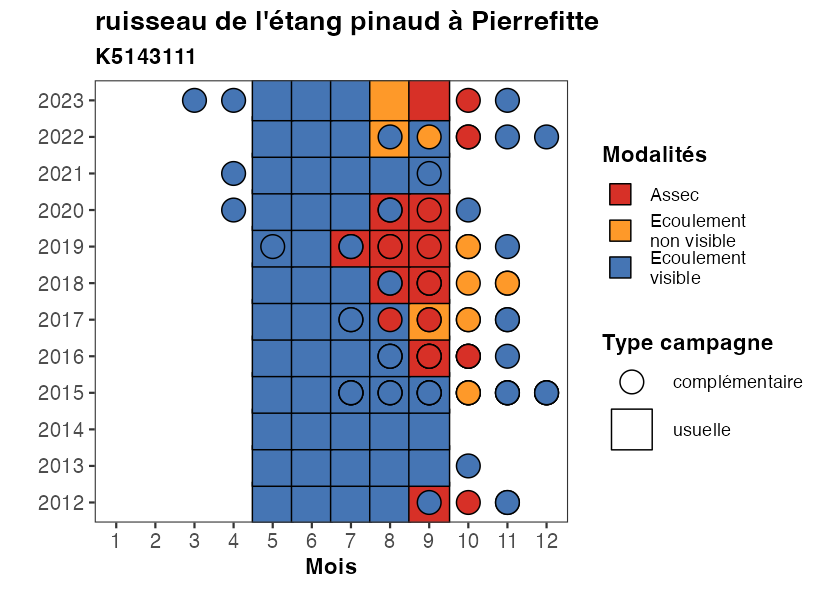 ruisseau de l'étang pinaud à Pierrefitte
K5143111
2023
2022
2021
2020
2019
2018
2017
2016
2015
2014
2013
2012
1 2 3 4 5 6 7 8 9 10 11 12
Mois
Modalités
Assec
Ecoulement
non visible
Ecoulement
visible
Type campagne
complémentaire
usuelle